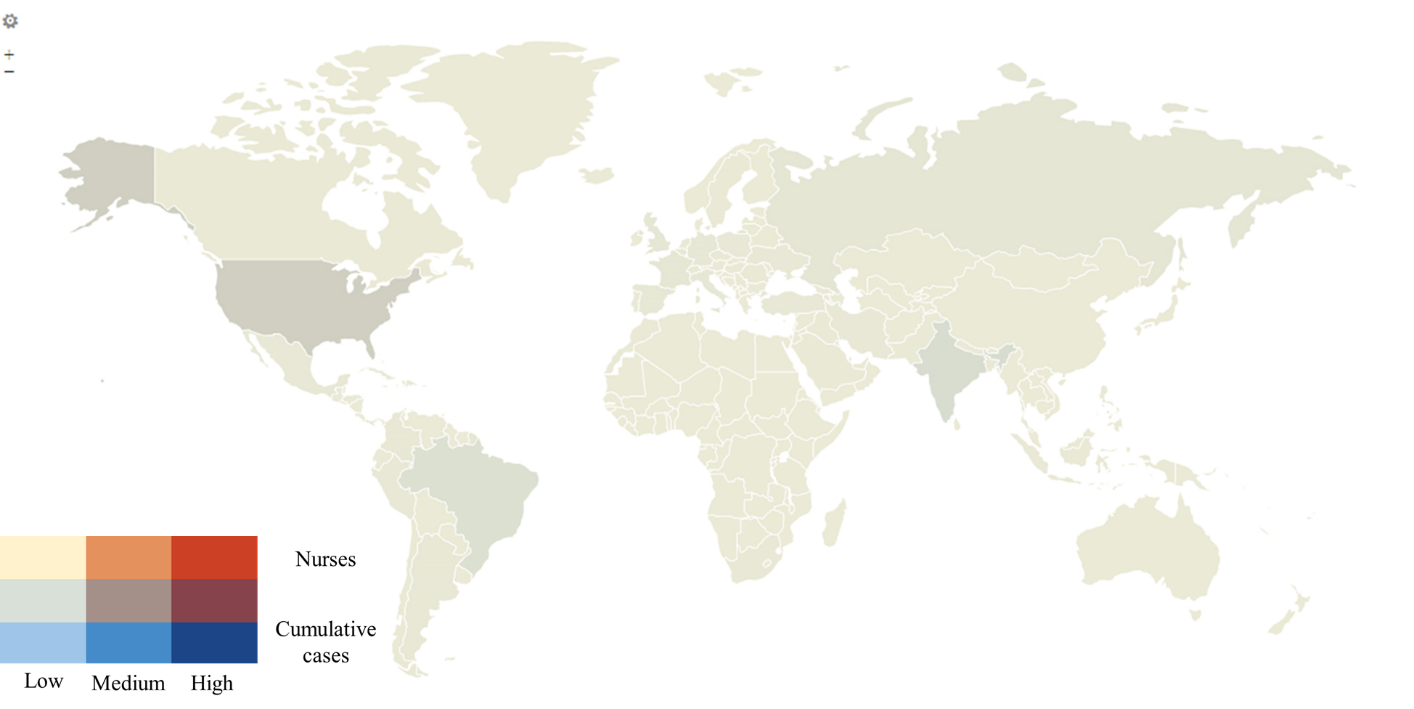 +
−
Nurses
Cumulative
cases
Low Medium High